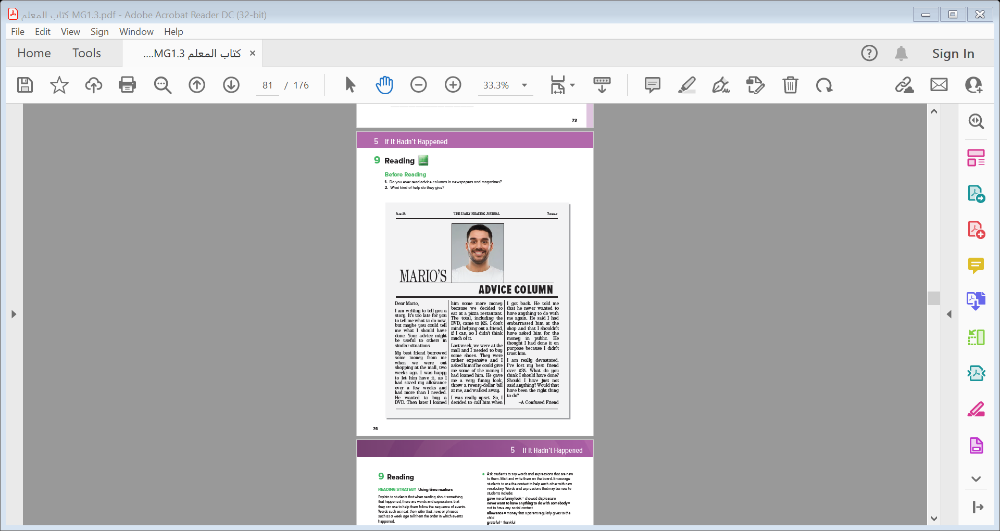 كتاب المعلم MG1.3.pdf - Adobe Acrobat Reader DC (32-bit)
File Edit View Sign Window Help
Home Tools كتاب المعلم MG1.3.... × Sign In
81 / 176 33.3%
73
5 If It Hadn't Happened
9 Reading
Before Reading
1. Do you ever read advice columns in newspapers and magazines?
2. What kind of help do they give?
Page 28 The Daily Reading Journal Tuesday
MARIO'S
ADVICE COLUMN
Dear Mario,
I am writing to tell you a
story. It's too late for you
to tell me what to do now,
but maybe you could tell
me what I should have
done. Your advice might
be useful to others in
similar situations.
My best friend borrowed
some money from me
when we were out
shopping at the mall, two
weeks ago. I was happy
to let him have it, as I
had saved my allowance
over a few weeks and
had more than I needed.
He wanted to buy a
DVD. Then later I loaned
him some more money
because we decided to
eat at a pizza restaurant.
The total, including the
DVD, came to $25. I don't
mind helping out a friend,
if I can, so I didn't think
much of it.
Last week, we were at the
mall and I needed to buy
some shoes. They were
rather expensive and I
asked him if he could give
me some of the money I
had loaned him. He gave
me a very funny look,
threw a twenty-dollar bill
at me, and walked away.
I was really upset. So, I
decided to call him when
I got back. He told me
that he never wanted to
have anything to do with
me again. He said I had
embarrassed him at the
shop and that I shouldn't
have asked him for the
money in public. He
thought I had done it on
purpose because I didn't
trust him.
I am really devastated.
I've lost my best friend
over $25. What do you
think I should have done?
Should I have just not
said anything? Would that
have been the right thing
to do?
–A Confused Friend
74
5 If It Hadn't Happened
9 Reading
READING STRATEGY Using time markers
Explain to students that when reading about something
that happened, there are words and expressions that
they can use to help them follow the sequence of events.
Words such as next, then, after that, now, or phrases
such as a week ago tell them the order in which events
happened.
• Ask students to say words and expressions that are new
to them. Elicit and write them on the board. Encourage
students to use the context to help each other with new
vocabulary. Words and expressions that may be new to
students include:
gave me a funny look = showed displeasure
never want to have anything to do with somebody =
not to have any social contact
allowance = money that a parent regularly gives to the
child
grateful = thankful